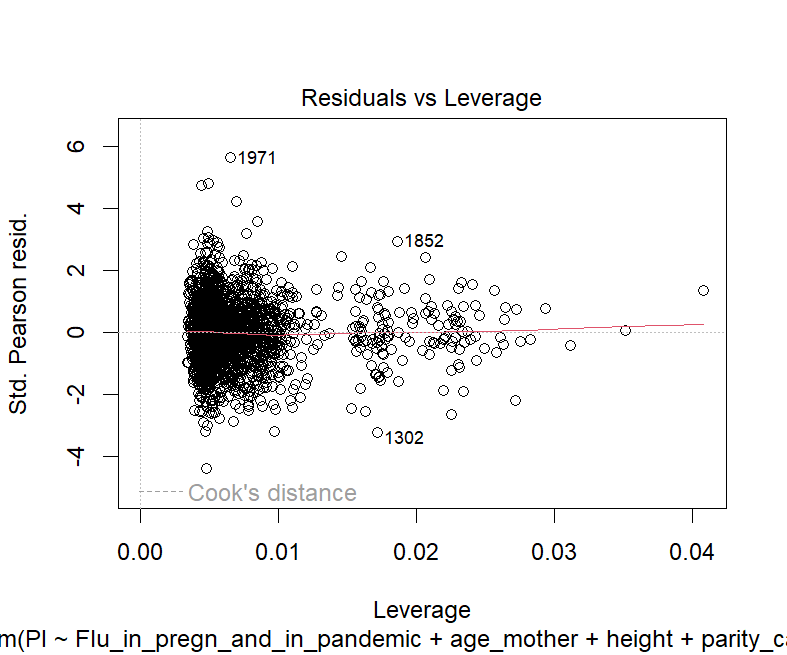 Residuals vs Leverage
Std. Pearson resid.
6
4
2
0
-2
-4
1971
1852
1302
Cook's distance
0.00 0.01 0.02 0.03 0.04
Leverage
m(PI ~ Flu_in_pregn_and_in_pandemic + age_mother + height + parity_ca